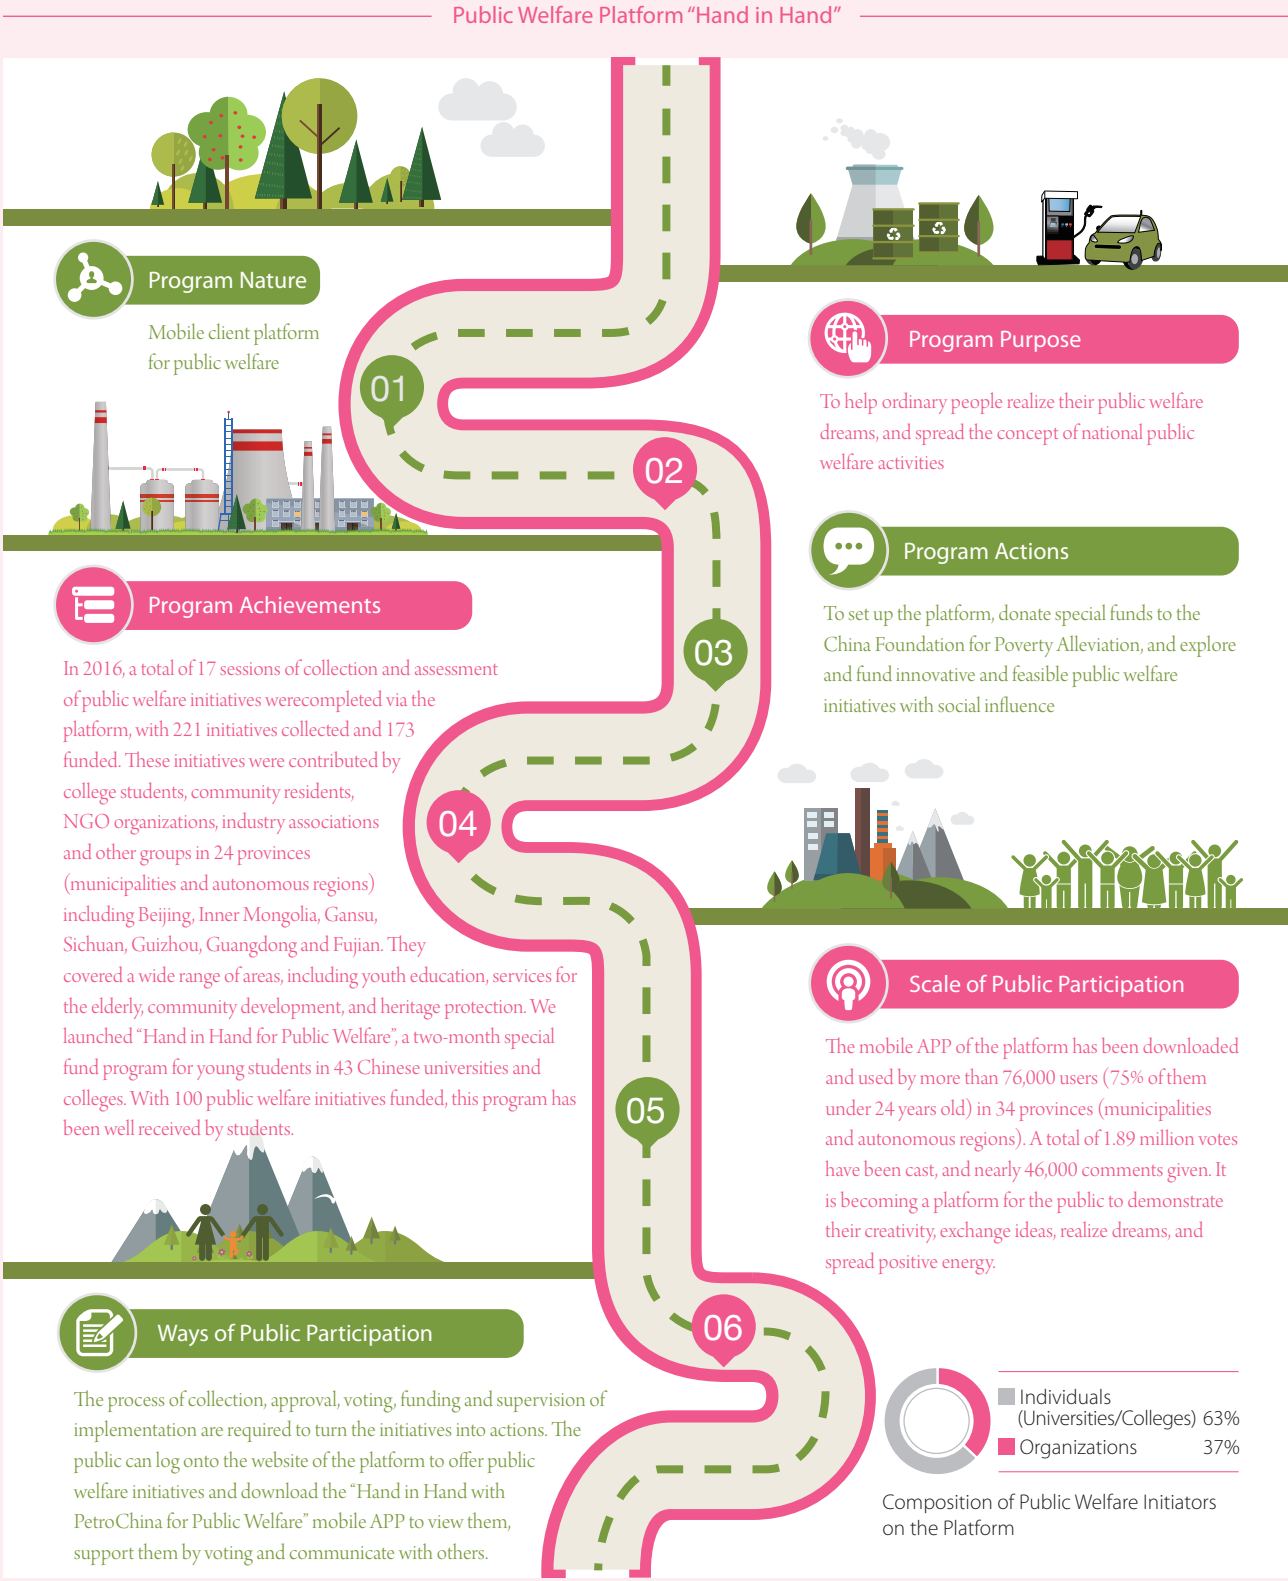 Public Welfare Platform “Hand in Hand”
Program Nature
Mobile client platform
for public welfare
01
Program Purpose
To help ordinary people realize their public welfare
dreams, and spread the concept of national public
welfare activities
02
Program Actions
To set up the platform, donate special funds to the
China Foundation for Poverty Alleviation, and explore
and fund innovative and feasible public welfare
initiatives with social influence
03
Program Achievements
In 2016, a total of 17 sessions of collection and assessment
of public welfare initiatives werecompleted via the
platform, with 221 initiatives collected and 173
funded. These initiatives were contributed by
college students, community residents,
NGO organizations, industry associations
and other groups in 24 provinces
(municipalities and autonomous regions)
including Beijing, Inner Mongolia, Gansu,
Sichuan, Guizhou, Guangdong and Fujian. They
covered a wide range of areas, including youth education, services for
the elderly, community development, and heritage protection. We
launched “Hand in Hand for Public Welfare”, a two-month special
fund program for young students in 43 Chinese universities and
colleges. With 100 public welfare initiatives funded, this program has
been well received by students.
04
Scale of Public Participation
The mobile APP of the platform has been downloaded
and used by more than 76,000 users (75% of them
under 24 years old) in 34 provinces (municipalities
and autonomous regions). A total of 1.89 million votes
have been cast, and nearly 46,000 comments given. It
is becoming a platform for the public to demonstrate
their creativity, exchange ideas, realize dreams, and
spread positive energy.
05
Ways of Public Participation
The process of collection, approval, voting, funding and supervision of
implementation are required to turn the initiatives into actions. The
public can log onto the website of the platform to offer public
welfare initiatives and download the “Hand in Hand with
PetroChina for Public Welfare” mobile APP to view them,
support them by voting and communicate with others.
06
Individuals
(Universities/Colleges) 63%
Organizations 37%
Composition of Public Welfare Initiators
on the Platform